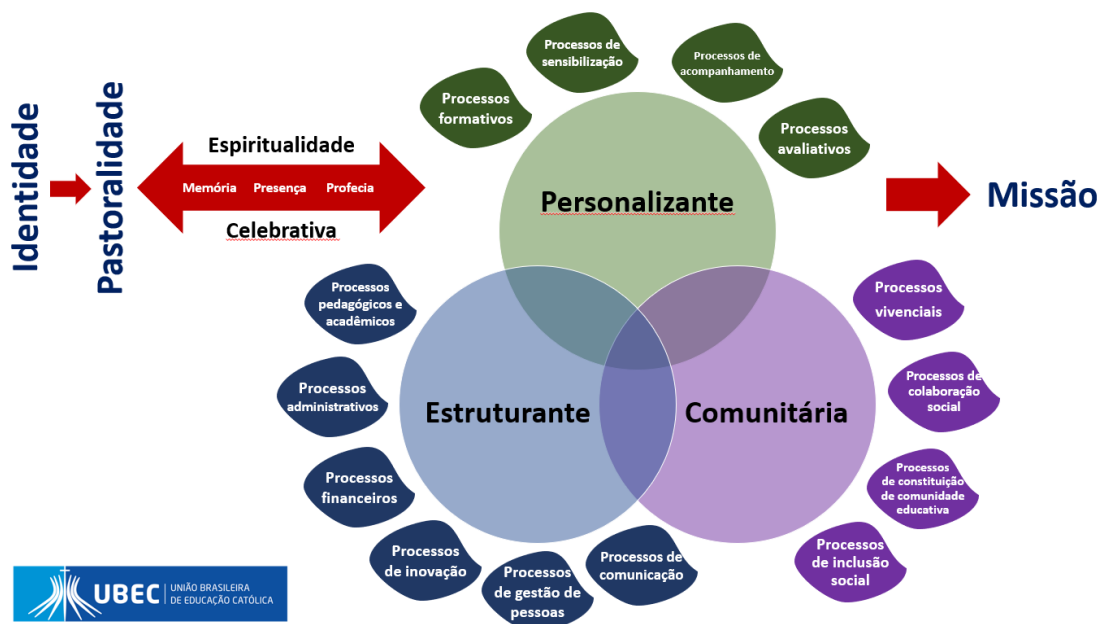 Identidade
Pastoralidade
Espiritualidade
Memória Presença Profecia
Celebrativa
Processos
formativos
Processos de
sensibilização
Processos de
acompanhamento
Processos
avaliativos
Personalizante
Missão
Processos
pedagógicos e
acadêmicos
Processos
administrativos
Processos
financeiros
Processos
de inovação
Processos
de gestão de
pessoas
Processos de
comunicação
Estruturante
Comunitária
Processos
vivenciais
Processos de
colaboração
social
Processos
de constituição
de comunidade
educativa
Processos
de inclusão
social
UBEC
UNIÃO BRASILEIRA
DE EDUCAÇÃO CATÓLICA